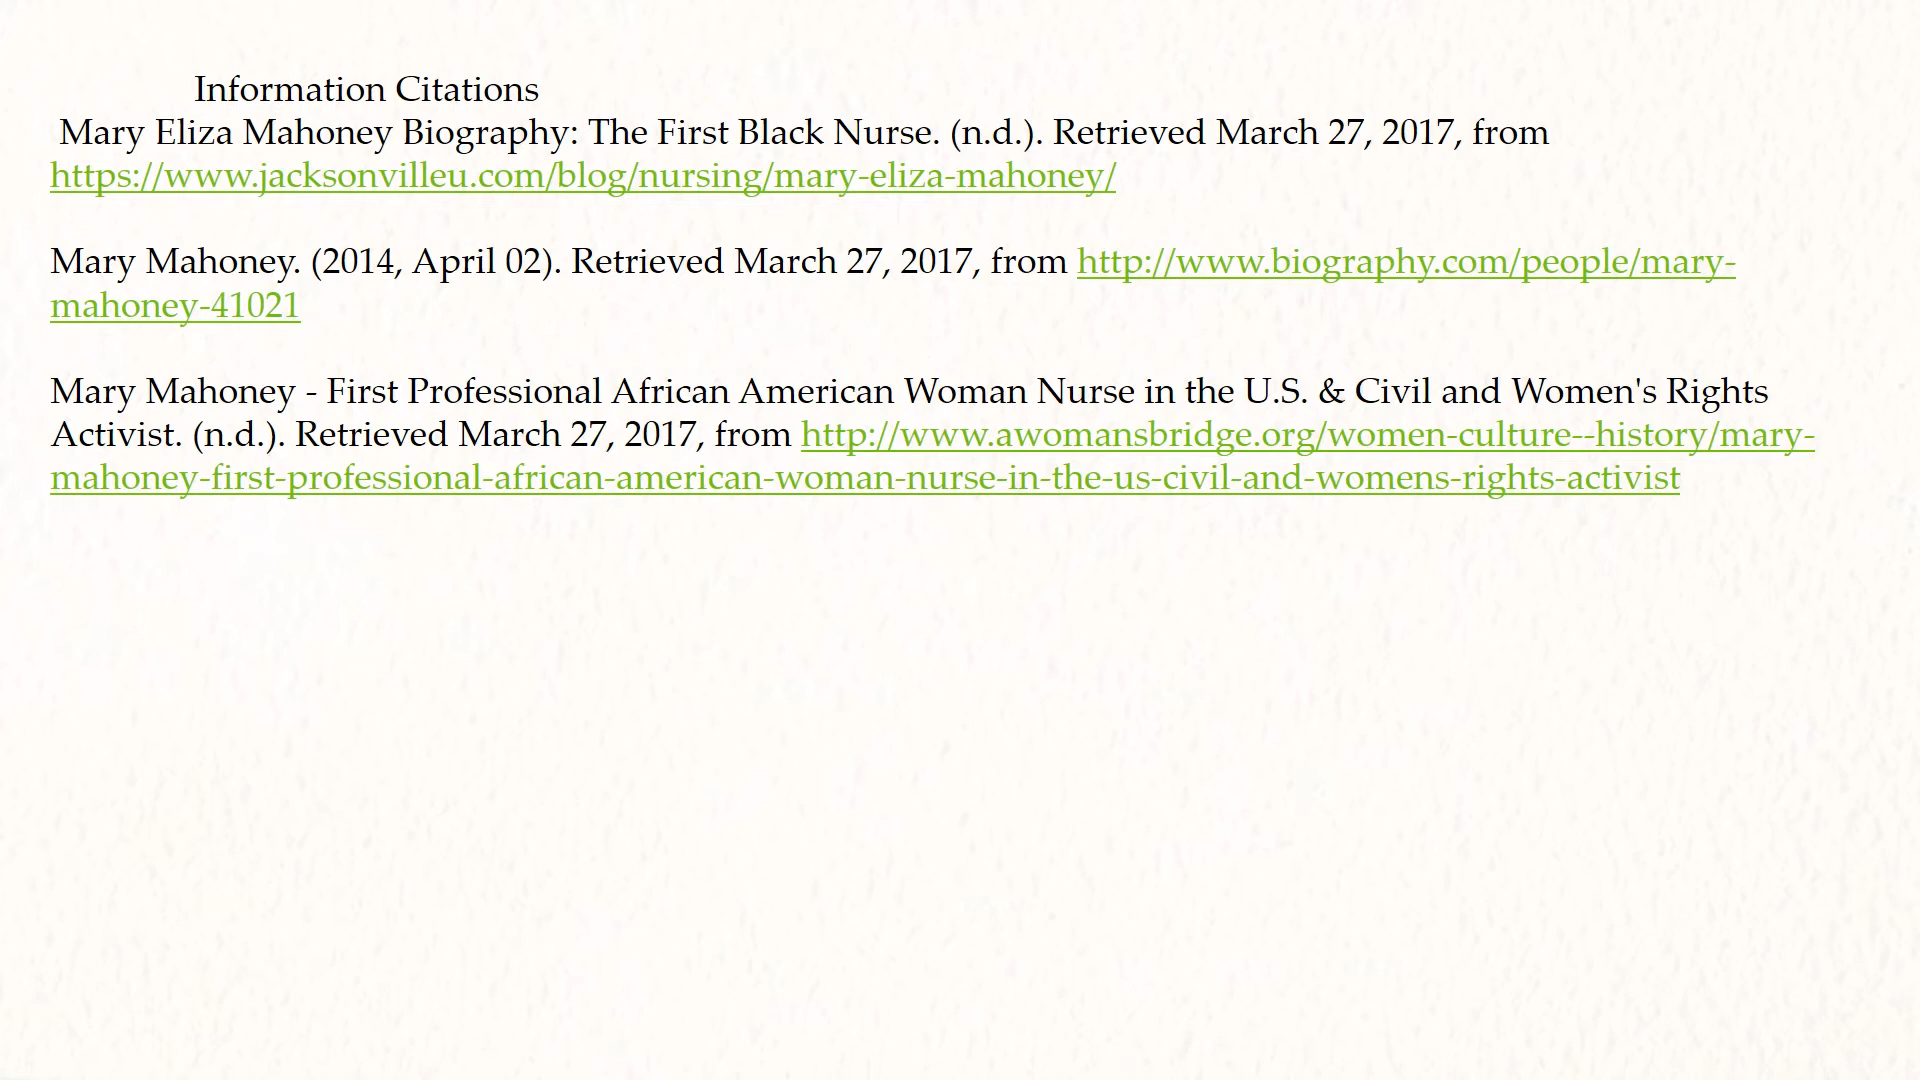 Information Citations
Mary Eliza Mahoney Biography: The First Black Nurse. (n.d.). Retrieved March 27, 2017, from
https://www.jacksonvilleu.com/blog/nursing/mary-eliza-mahoney/
Mary Mahoney. (2014, April 02). Retrieved March 27, 2017, from http://www.biography.com/people/mary-
mahoney-41021
Mary Mahoney - First Professional African American Woman Nurse in the U.S. & Civil and Women's Rights
Activist. (n.d.). Retrieved March 27, 2017, from http://www.awomansbridge.org/women-culture--history/mary-
mahoney-first-professional-african-american-woman-nurse-in-the-us-civil-and-womens-rights-activist